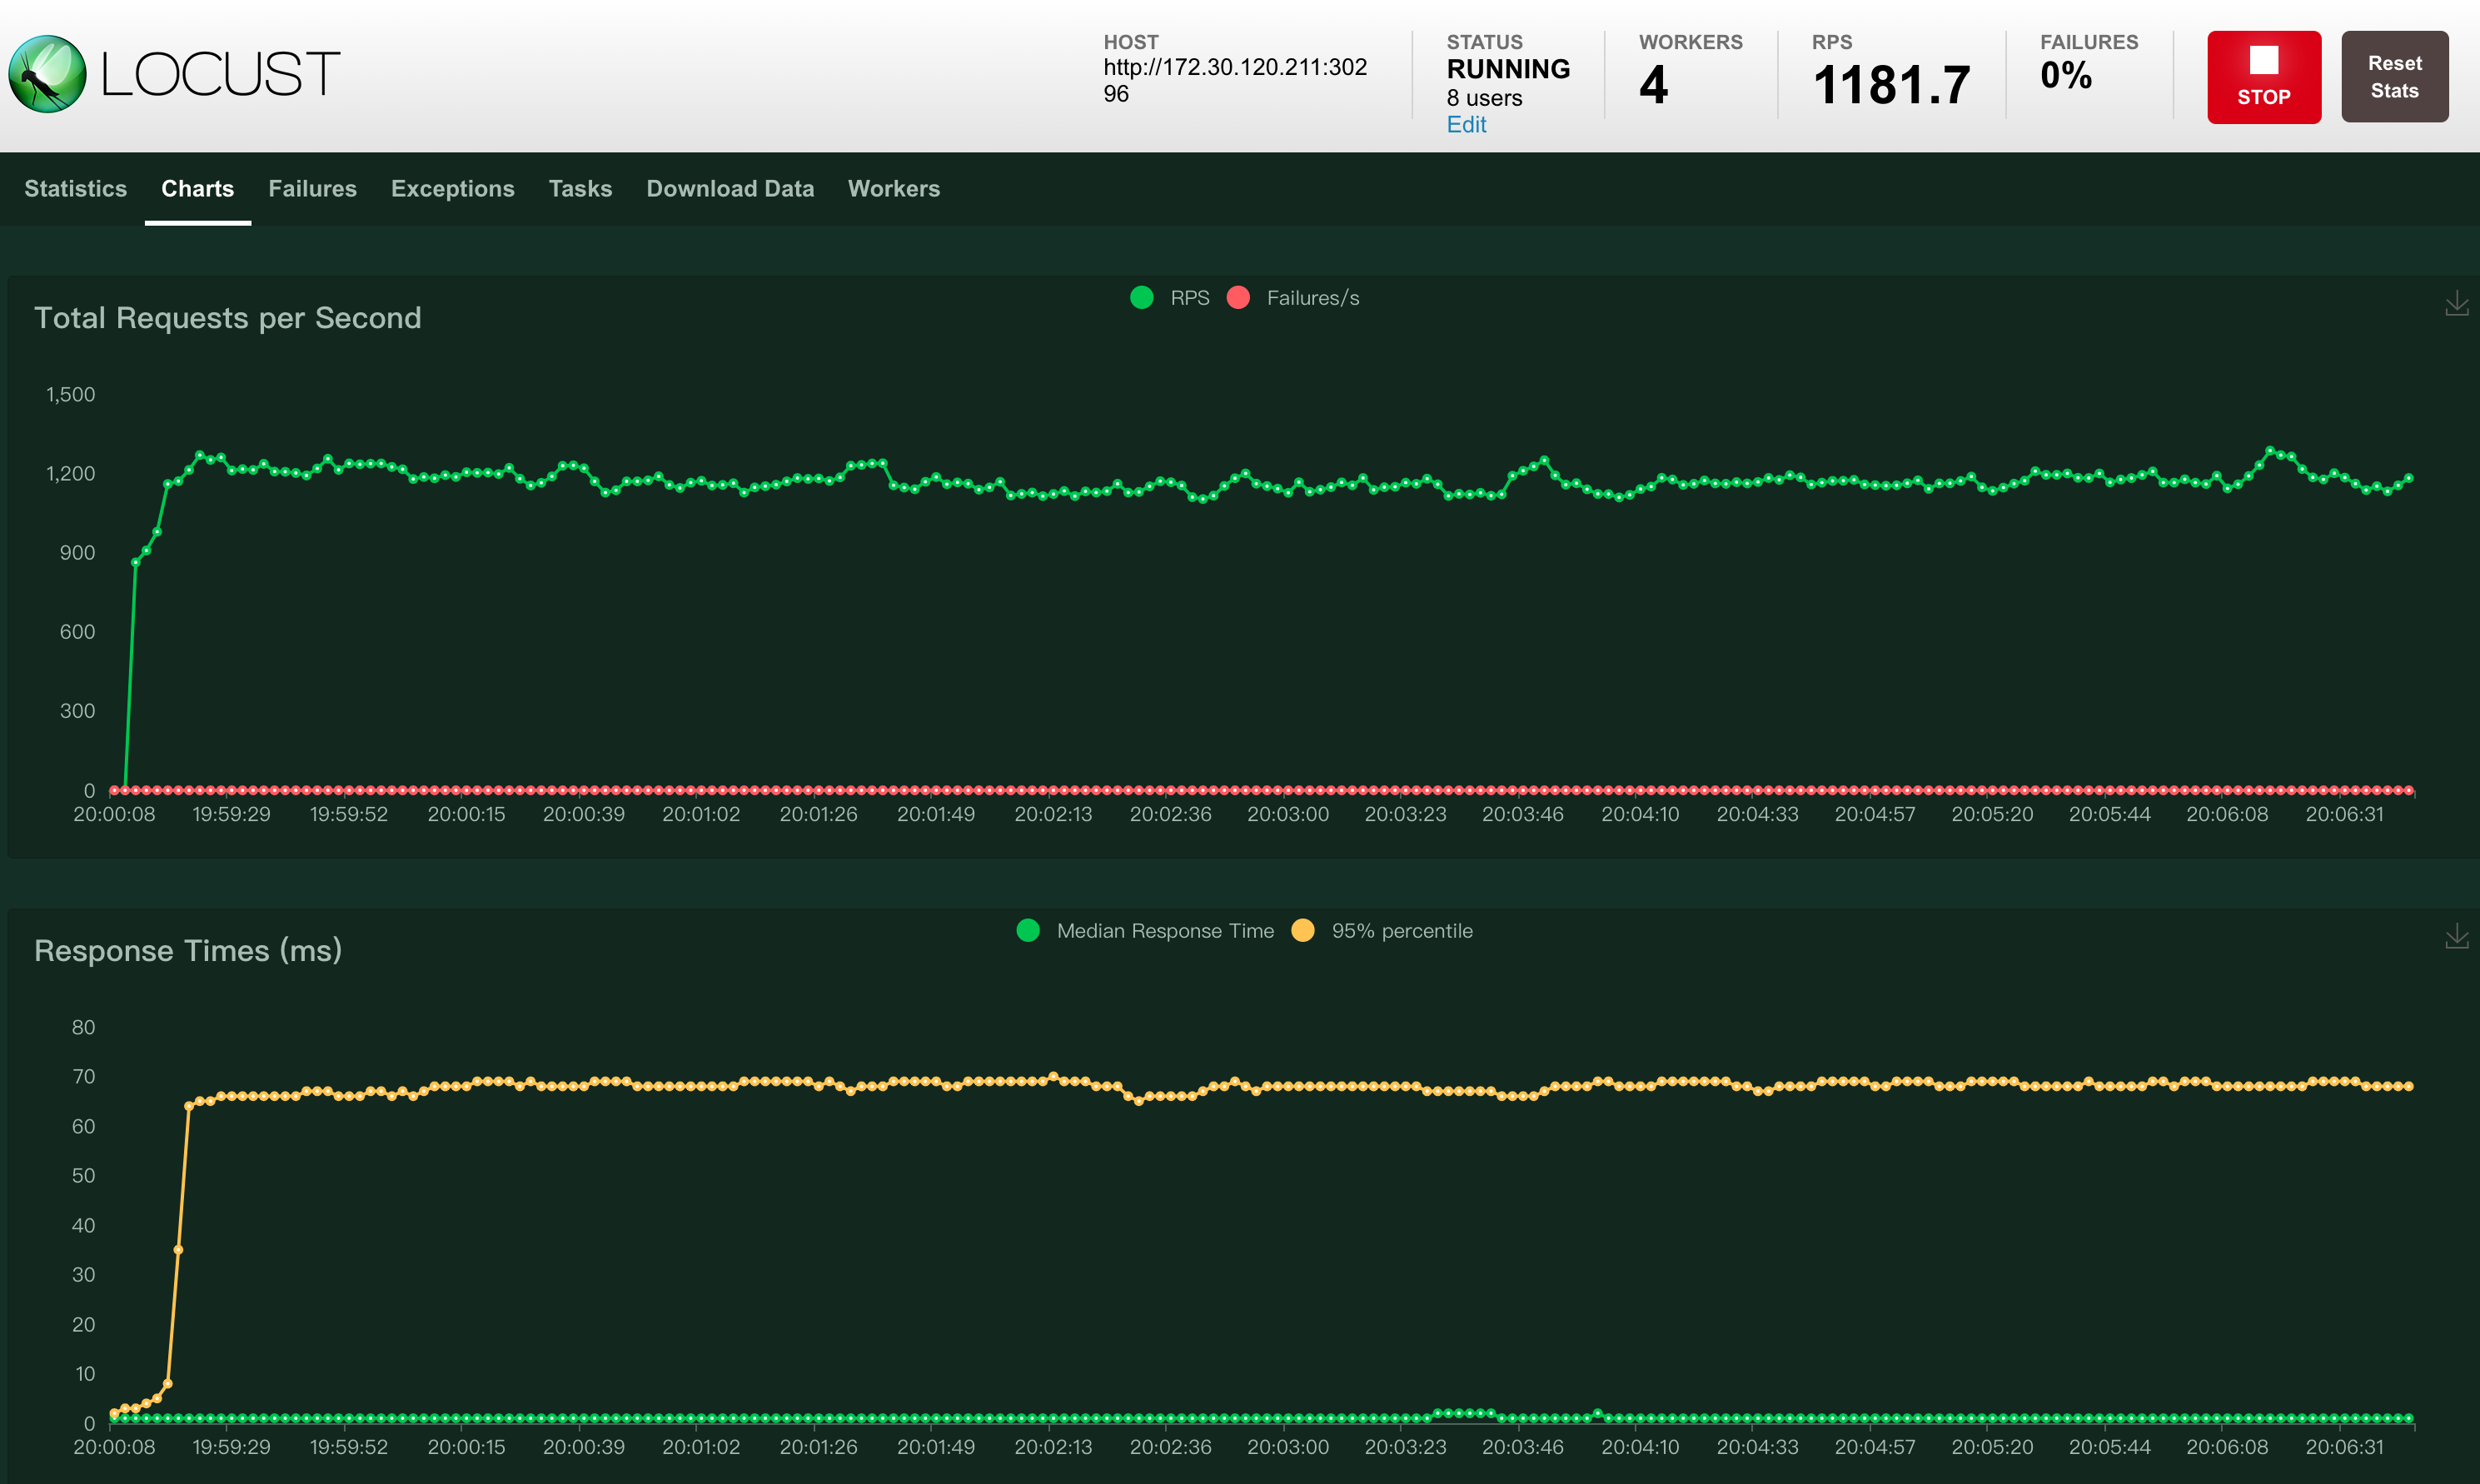 LOCUST
HOST
http://172.30.120.211:302
96
STATUS
RUNNING
8 users
Edit
WORKERS
4
RPS
1181.7
FAILURES
0%
STOP
Reset
Stats
Statistics Charts Failures Exceptions Tasks Download Data Workers
RPS Failures/s
Total Requests per Second
1,500
1,200
900
600
300
0
20:00:08 19:59:29 19:59:52 20:00:15 20:00:39 20:01:02 20:01:26 20:01:49 20:02:13 20:02:36 20:03:00 20:03:23 20:03:46 20:04:10 20:04:33 20:04:57 20:05:20 20:05:44 20:06:08 20:06:31
Median Response Time 95% percentile
Response Times (ms)
80
70
60
50
40
30
20
10
0
20:00:08 19:59:29 19:59:52 20:00:15 20:00:39 20:01:02 20:01:26 20:01:49 20:02:13 20:02:36 20:03:00 20:03:23 20:03:46 20:04:10 20:04:33 20:04:57 20:05:20 20:05:44 20:06:08 20:06:31